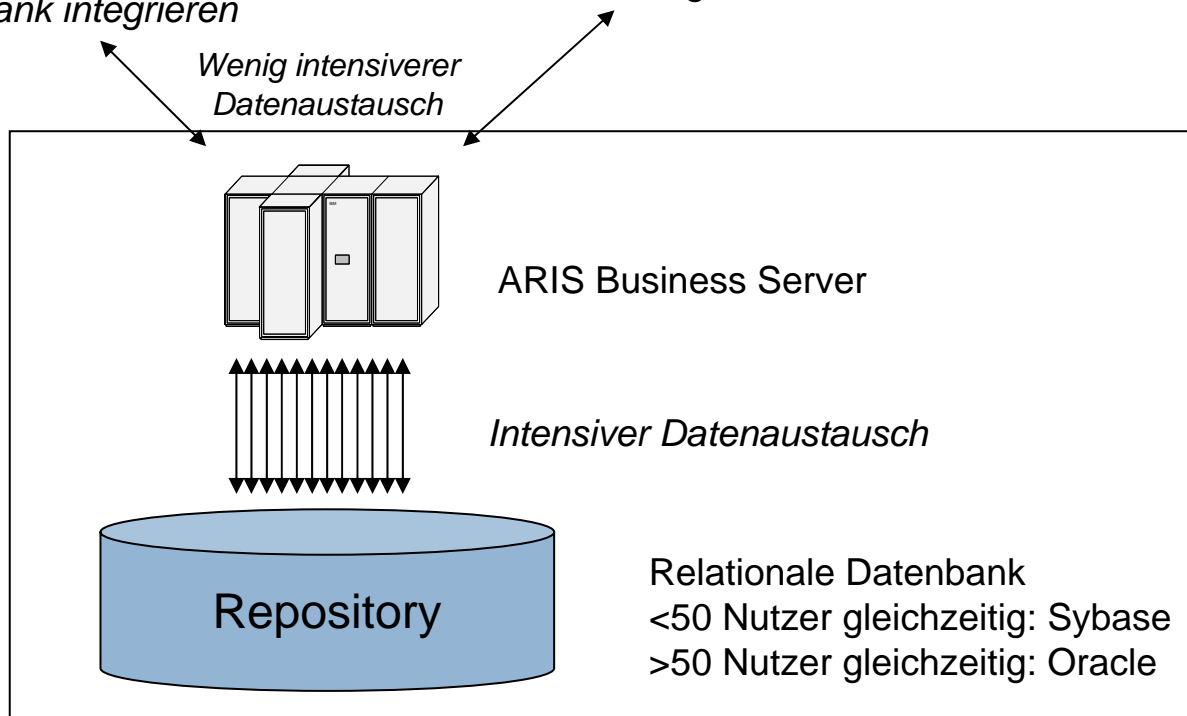 ank integrieren
Wenig intensiverer
Datenaustausch
ARIS Business Server
Intensiver Datenaustausch
Repository
Relationale Datenbank
<50 Nutzer gleichzeitig: Sybase
>50 Nutzer gleichzeitig: Oracle